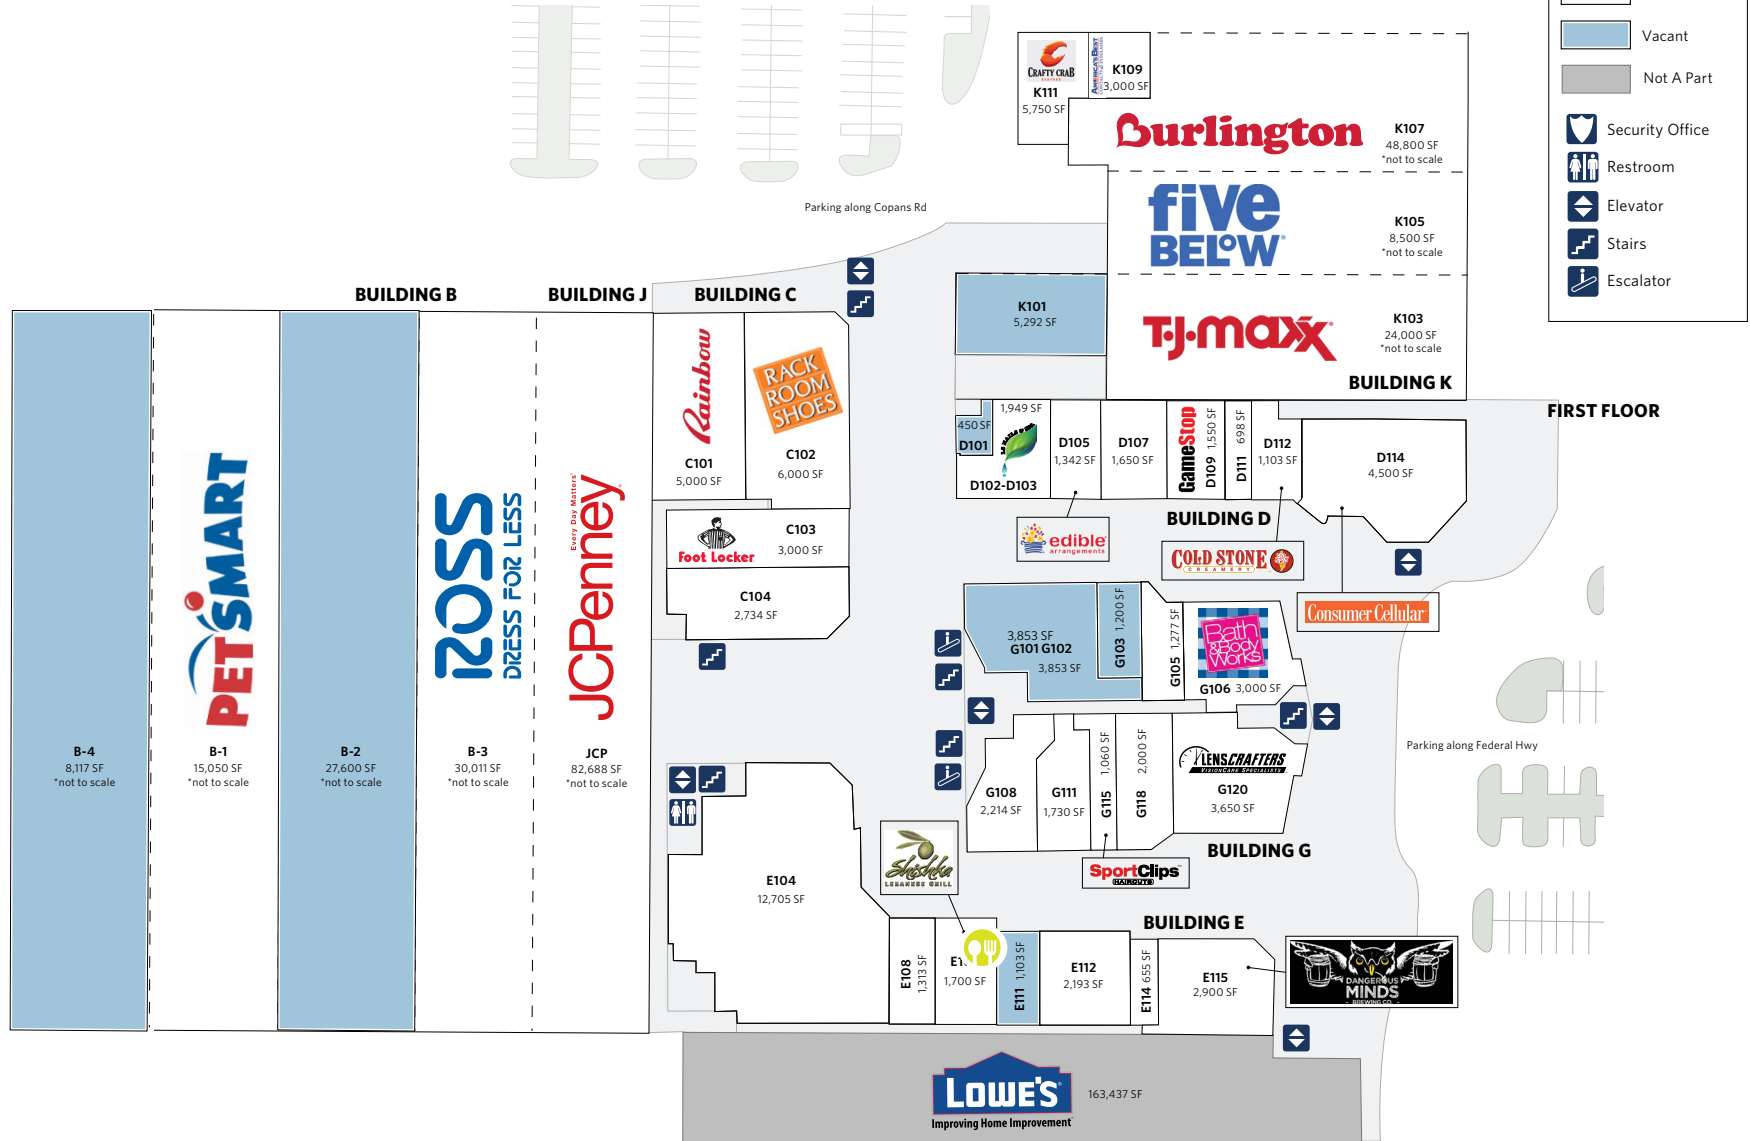 Vacant
Not A Part
Security Office
Restroom
Elevator
Stairs
Escalator
CRAFTY CRAB
SEAFOOD
K111
5,750 SF
AMERICA'S BEST
K109
3,000 SF
Burlington
K107
48,800 SF
*not to scale
five
BELOW
K105
8,500 SF
*not to scale
Parking along Copans Rd
K101
5,292 SF
T·J·maxx
K103
24,000 SF
*not to scale
BUILDING K
FIRST FLOOR
BUILDING B
BUILDING J
BUILDING C
B-4
8,117 SF
*not to scale
PETSMART
B-1
15,050 SF
*not to scale
B-2
27,600 SF
*not to scale
ROSS
DRESS FOR LESS
B-3
30,011 SF
*not to scale
Every Day Matters
JCPenney
JCP
82,688 SF
*not to scale
Rainbow
C101
5,000 SF
RACK
ROOM
SHOES
C102
6,000 SF
Foot Locker
C103
3,000 SF
C104
2,734 SF
450 SF
D101
1,949 SF
D102-D103
D105
1,342 SF
D107
1,650 SF
GameStop
D109 1,550 SF
D111 698 SF
D112
1,103 SF
D114
4,500 SF
BUILDING D
edible
arrangements
COLD STONE
CREAMERY
Consumer Cellular
3,853 SF
G101 G102
3,853 SF
G103 1,200 SF
G105 1,277 SF
Bath
& Body
Works
G106 3,000 SF
G108
2,214 SF
G111
1,730 SF
G115 1,060 SF
G118 2,000 SF
LENSCRAFTERS
VISIONCARE SPECIALISTS
G120
3,650 SF
BUILDING G
SportClips
HAIRCUTS
Parking along Federal Hwy
Shishka
LEBANESE GRILL
E104
12,705 SF
E108 1,313 SF
1,700 SF
E111 1,103 SF
E112
2,193 SF
E114 655 SF
E115
2,900 SF
BUILDING E
DANGEROUS
MINDS
BREWING CO.
LOWE'S
Improving Home Improvement
163,437 SF